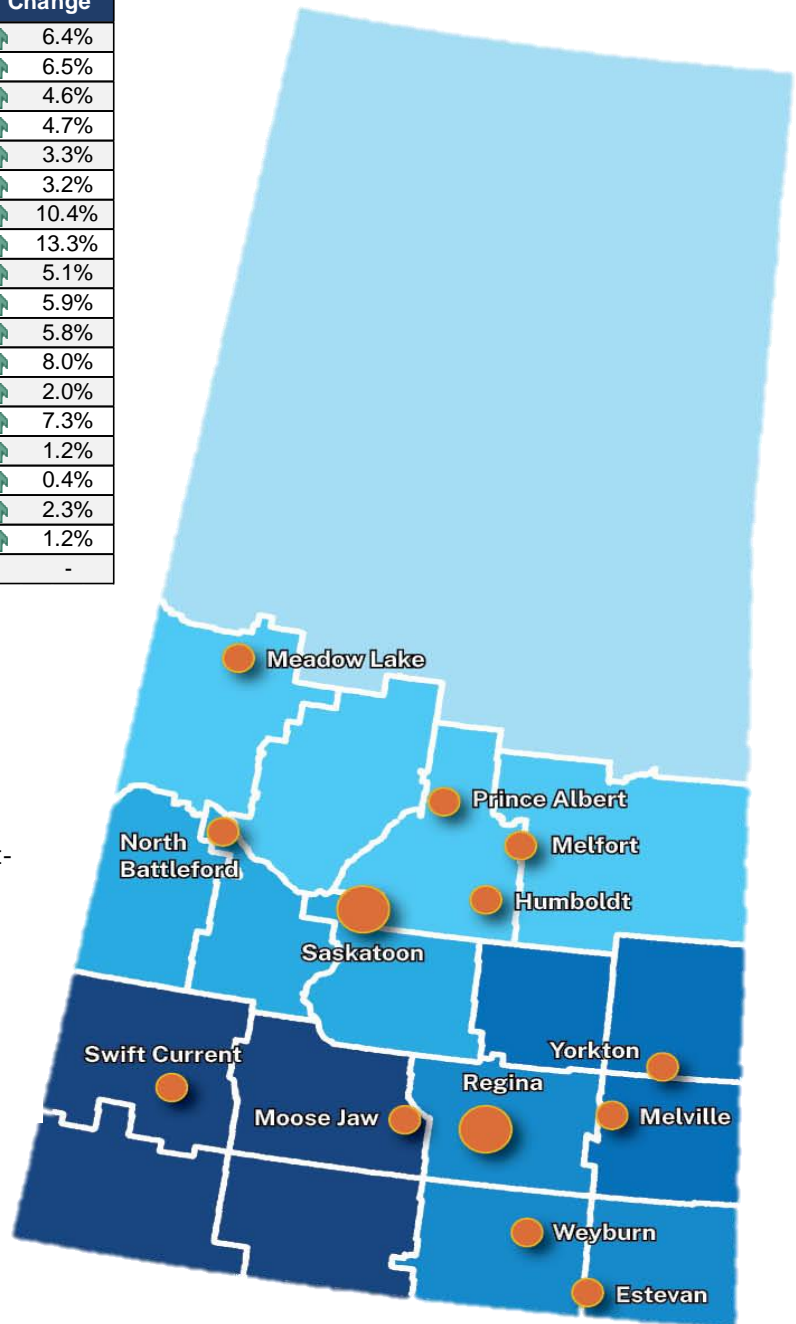 Change
6.4%
6.5%
4.6%
4.7%
3.3%
3.2%
10.4%
13.3%
5.1%
5.9%
5.8%
8.0%
2.0%
7.3%
1.2%
0.4%
2.3%
1.2%
-
Meadow Lake
Prince Albert
North
Battleford
Melfort
-
Humboldt
Saskatoon
Swift Current
Yorkton
Regina
Moose Jaw
Melville
Weyburn
Estevan